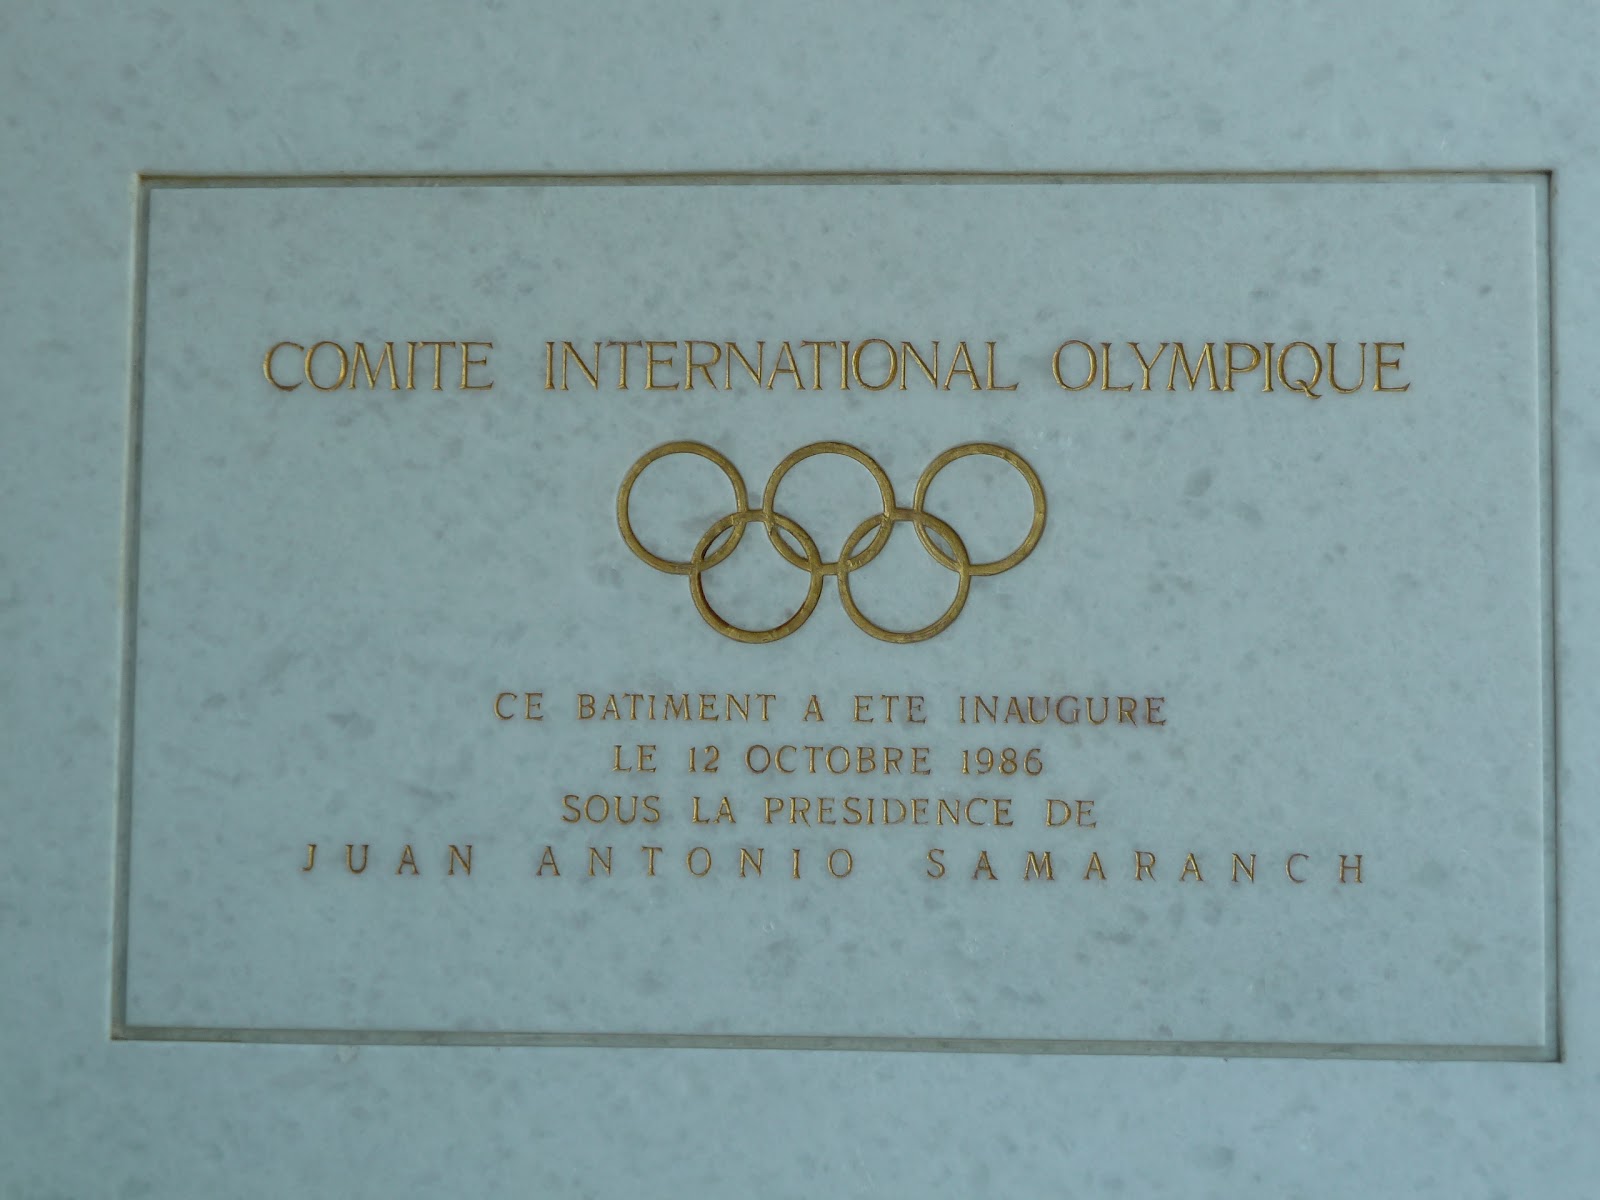 COMITE INTERNATIONAL OLYMPIQUE
CE BATIMENT A ETE INAUGURE
LE 12 OCTOBRE 1986
SOUS LA PRESIDENCE DE
JUAN ANTONIO SAMARANCH